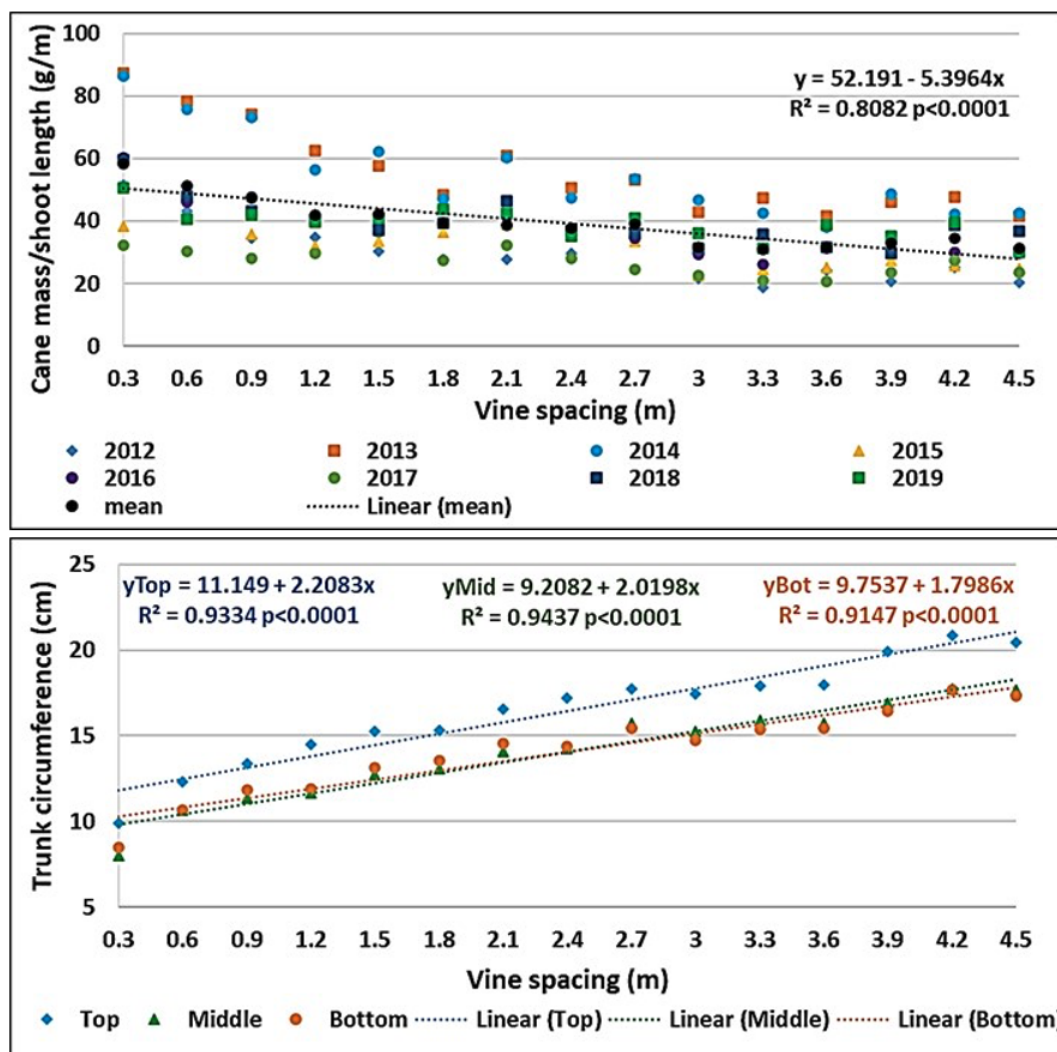 100
80
60
40
20
0
Cane mass/shoot length (g/m)
y = 52.191 - 5.3964x
R² = 0.8082 p<0.0001
0.3 0.6 0.9 1.2 1.5 1.8 2.1 2.4 2.7 3 3.3 3.6 3.9 4.2 4.5
Vine spacing (m)
2012 2013 2014 2015
2016 2017 2018 2019
mean Linear (mean)
25
20
15
10
5
Trunk circumference (cm)
yTop = 11.149 + 2.2083x yMid = 9.2082 + 2.0198x yBot = 9.7537 + 1.7986x
R² = 0.9334 p<0.0001 R² = 0.9437 p<0.0001 R² = 0.9147 p<0.0001
0.3 0.6 0.9 1.2 1.5 1.8 2.1 2.4 2.7 3 3.3 3.6 3.9 4.2 4.5
Vine spacing (m)
Top Middle Bottom Linear (Top) Linear (Middle) Linear (Bottom)